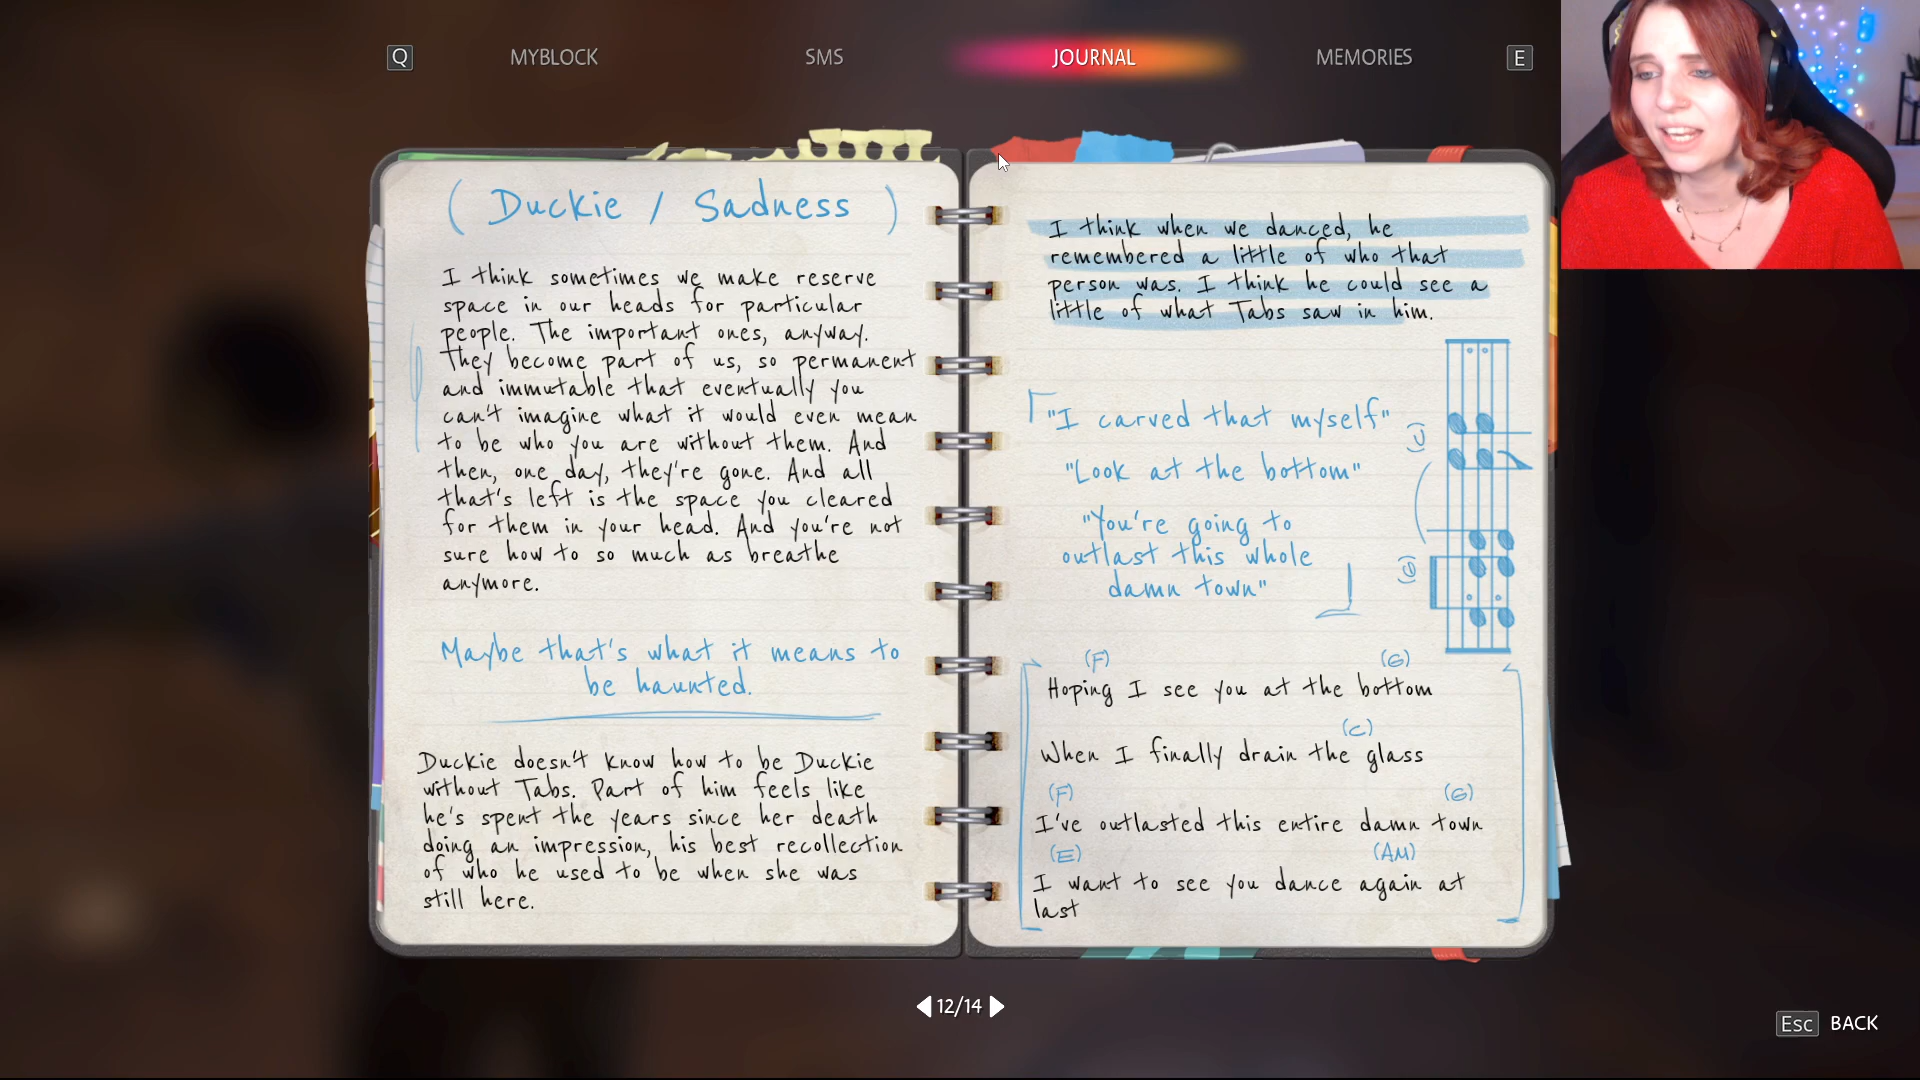 Q MYBLOCK SMS JOURNAL MEMORIES E
( Duckie / Sadness )
I think sometimes we make reserve
space in our heads for particular
people. The important ones, anyway.
They become part of us, so permanent
and immutable that eventually you
can't imagine what it would even mean
to be who you are without them. And
then, one day, they're gone. And all
that's left is the space you cleared
for them in your head. And you're not
sure how to so much as breathe
anymore.
Maybe that's what it means to
be haunted.
Duckie doesn't know how to be Duckie
without Tabs. Part of him feels like
he's spent the years since her death
doing an impression, his best recollection
of who he used to be when she was
still here.
I think when we danced, he
remembered a little of who that
person was. I think he could see a
little of what Tabs saw in him.
"I carved that myself"
"Look at the bottom"
"You're going to
outlast this whole
damn town"
(F) (G)
Hoping I see you at the bottom
(C)
When I finally drain the glass
(F) (G)
I've outlasted this entire damn town
(E) (AM)
I want to see you dance again at
last
12/14
Esc BACK